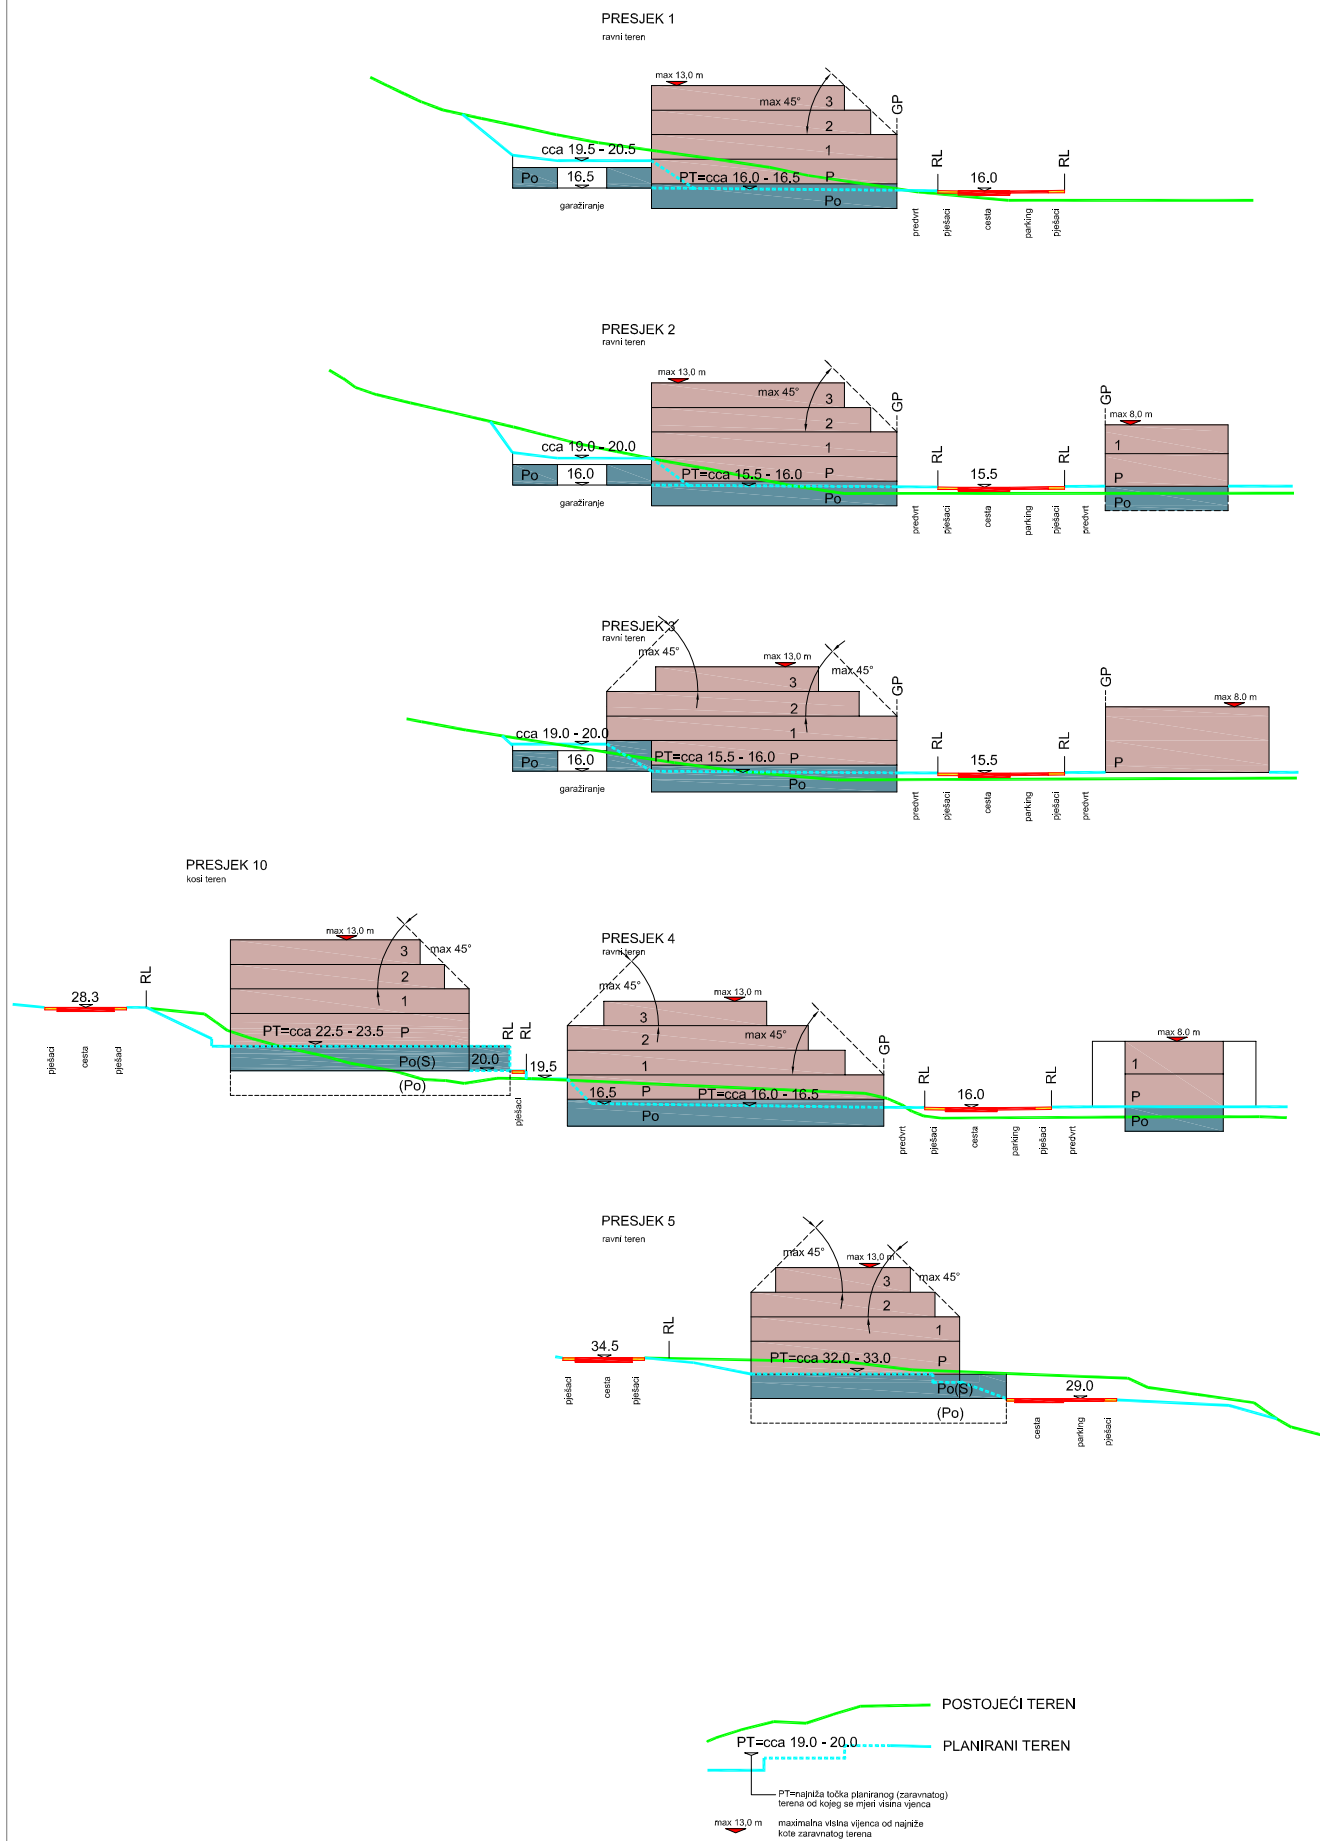 PRESJEK 1
ravni teren
max 13,0 m
max 45°
3
2
1
P
Po
GP
RL
RL
cca 19.5 - 20.5
Po
16.5
PT=cca 16.0 - 16.5
16.0
garažiranje
predvrt
pješaci
cesta
parking
pješaci
PRESJEK 2
ravni teren
max 13,0 m
max 45°
3
2
1
P
Po
GP
RL
RL
GP
max 8,0 m
1
P
Po
cca 19.0 - 20.0
Po
16.0
PT=cca 15.5 - 16.0
15.5
garažiranje
predvrt
pješaci
cesta
parking
pješaci
predvrt
PRESJEK 3
ravni teren
max 45°
max 13,0 m
max 45°
3
2
1
P
Po
GP
RL
RL
GP
max 8.0 m
P
cca 19.0 - 20.0
Po
16.0
PT=cca 15.5 - 16.0
15.5
garažiranje
predvrt
pješaci
cesta
parking
pješaci
predvrt
PRESJEK 10
kosi teren
max 13,0 m
max 45°
3
2
1
P
Po(S)
(Po)
28.3
RL
PT=cca 22.5 - 23.5
20.0
RL
RL
19.5
pješaci
cesta
pješaci
pješaci
PRESJEK 4
ravni teren
max 45°
max 13,0 m
max 45°
3
2
1
P
Po
16.5
PT=cca 16.0 - 16.5
GP
RL
16.0
RL
max 8.0 m
1
P
Po
predvrt
pješaci
cesta
parking
pješaci
predvrt
PRESJEK 5
ravni teren
max 45°
max 13,0 m
max 45°
3
2
1
P
Po(S)
(Po)
34.5
RL
PT=cca 32.0 - 33.0
29.0
pješaci
cesta
pješaci
cesta
parking
pješaci
POSTOJEĆI TEREN
PT=cca 19.0 - 20.0
PLANIRANI TEREN
PT=najniža točka planiranog (zaravnatog)
terena od kojeg se mjeri visina vjenca
max 13,0 m
maximalna visina vijenca od najniže
kote zaravnatog terena